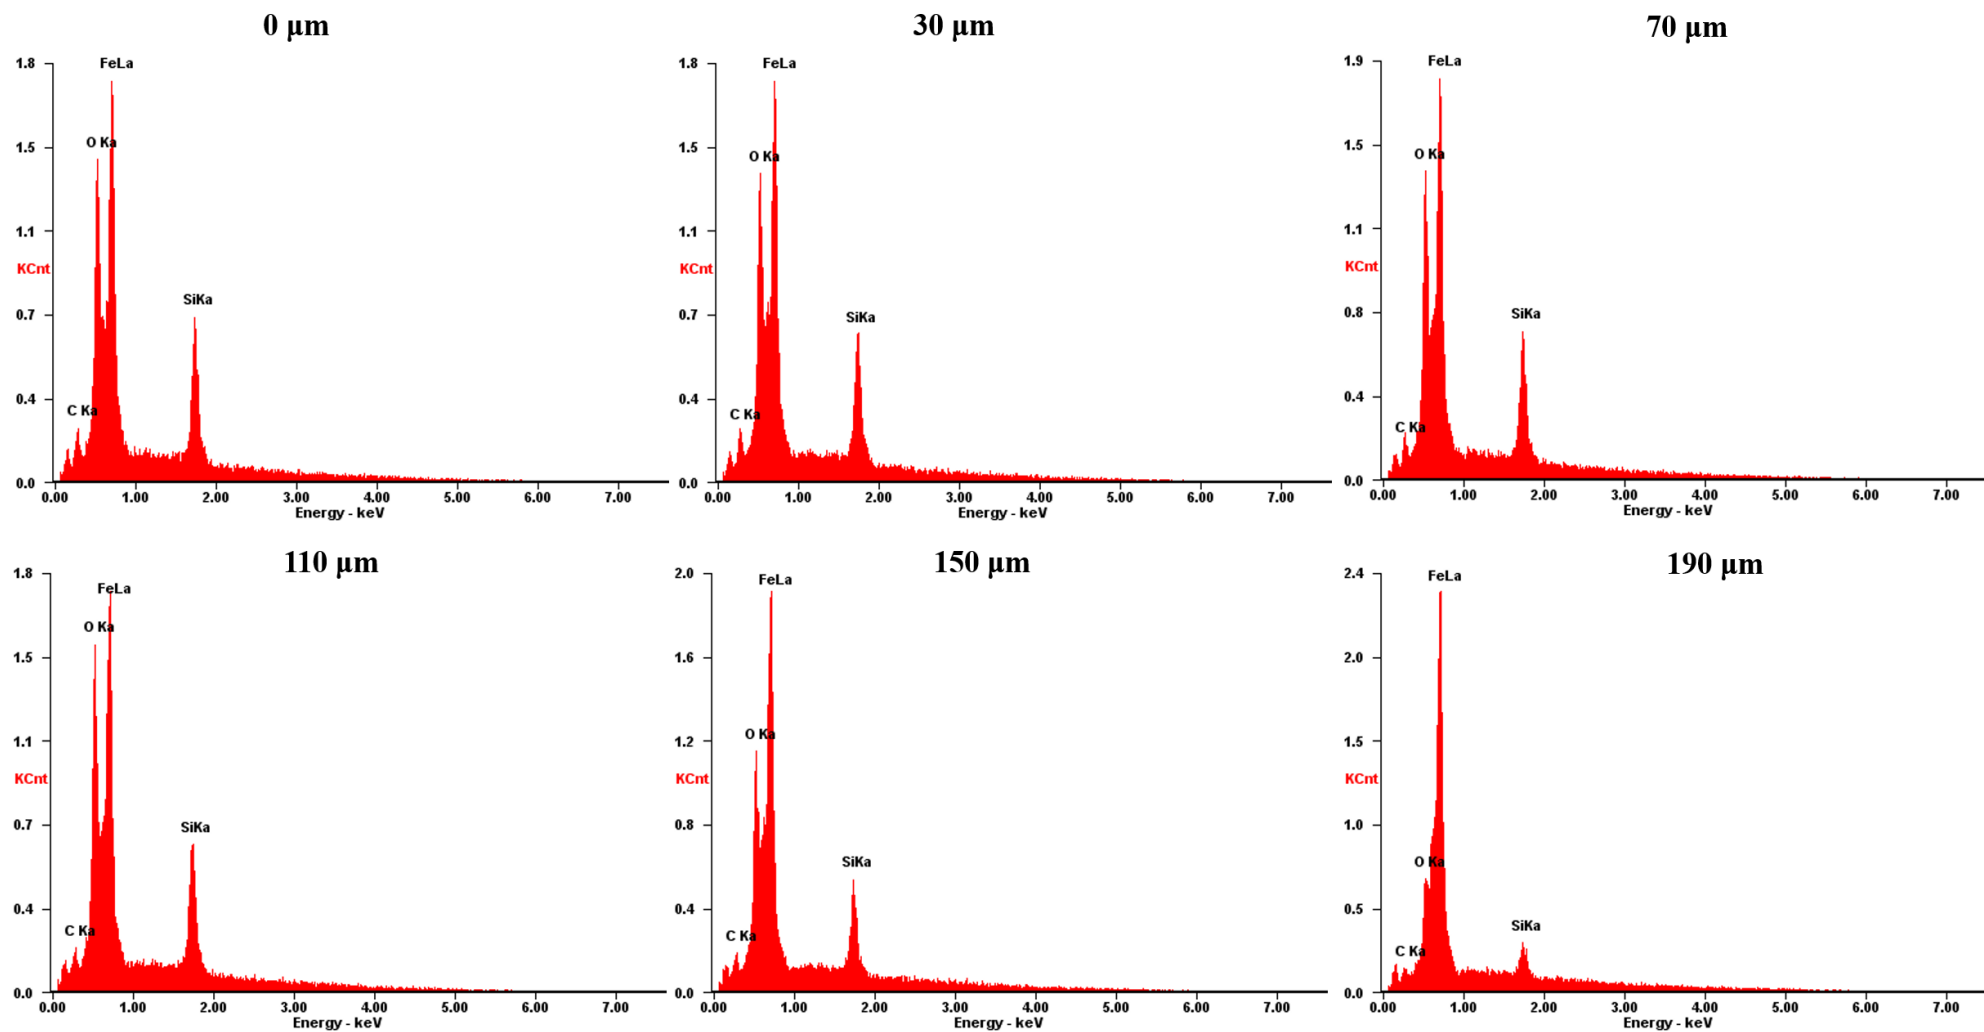 0 µm
1.8
FeLa
1.5
O Ka
1.1
KCnt
0.7
SiKa
0.4
C Ka
0.0
0.00 1.00 2.00 3.00 4.00 5.00 6.00 7.00
Energy - keV
30 µm
1.8
FeLa
1.5
O Ka
1.1
KCnt
0.7
SiKa
0.4
C Ka
0.0
0.00 1.00 2.00 3.00 4.00 5.00 6.00 7.00
Energy - keV
70 µm
1.9
FeLa
1.5
O Ka
1.1
KCnt
0.8
SiKa
0.4
C Ka
0.0
0.00 1.00 2.00 3.00 4.00 5.00 6.00 7.00
Energy - keV
110 µm
1.8
FeLa
O Ka
1.5
1.1
KCnt
0.7
SiKa
0.4
C Ka
0.0
0.00 1.00 2.00 3.00 4.00 5.00 6.00 7.00
Energy - keV
150 µm
2.0
FeLa
1.6
O Ka
1.2
KCnt
0.8
SiKa
0.4
C Ka
0.0
0.00 1.00 2.00 3.00 4.00 5.00 6.00 7.00
Energy - keV
190 µm
2.4
FeLa
2.0
1.5
KCnt
1.0
O Ka
0.5
SiKa
C Ka
0.0
0.00 1.00 2.00 3.00 4.00 5.00 6.00 7.00
Energy - keV